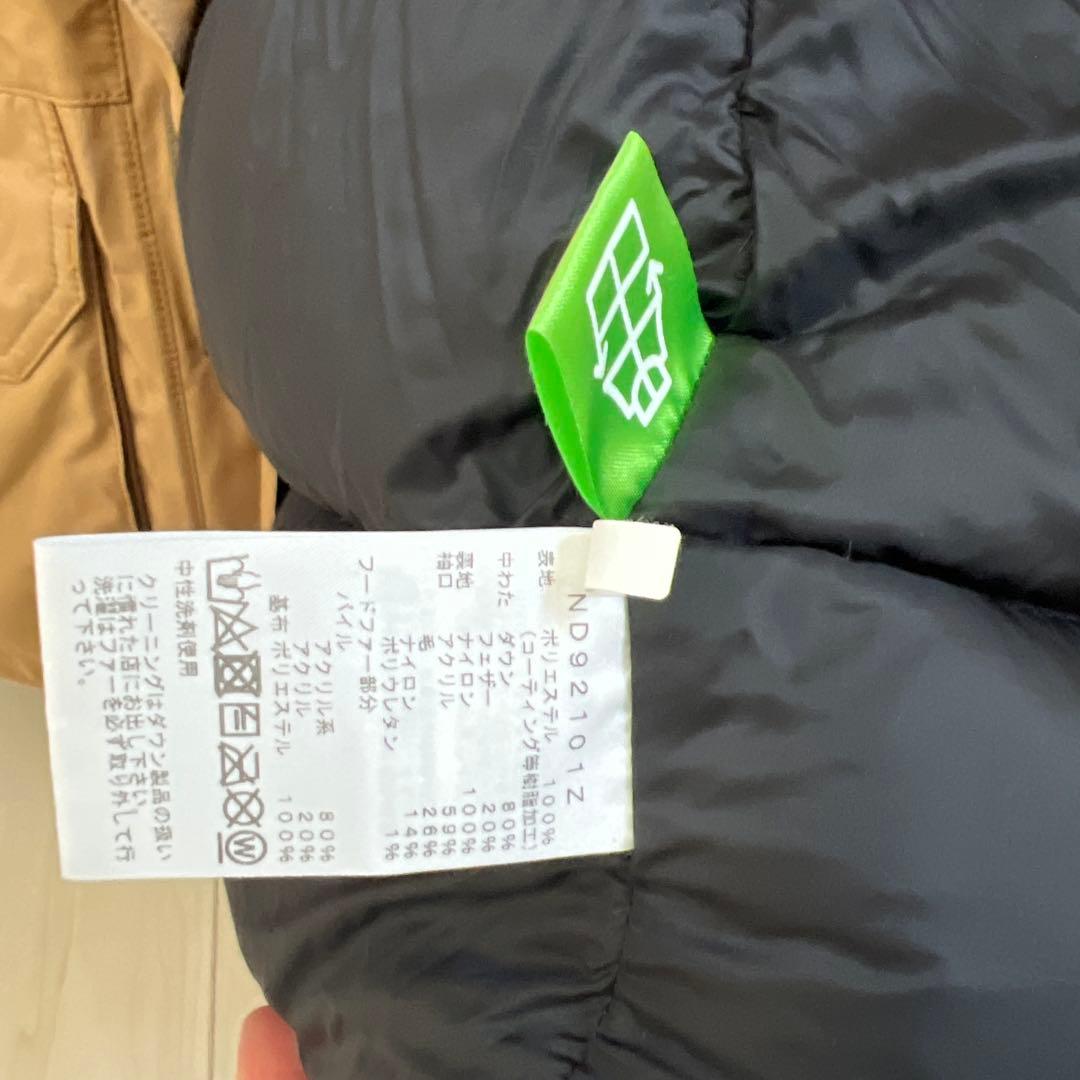 ND92101Z
表地 ポリエステル 100%
(コーティング等樹脂加工)
中わた ダウン 80%
フェザー 20%
裏地 ナイロン 100%
袖口 アクリル 59%
毛 26%
ナイロン 14%
ポリウレタン 1%
フードファー部分
パイル
アクリル系 80%
アクリル 20%
基布 ポリエステル 100%
W
中性洗剤使用
クリーニングはダウン製品の扱い
に慣れた店にお出し下さい。
洗濯はファーを必ず取り外して行
って下さい。